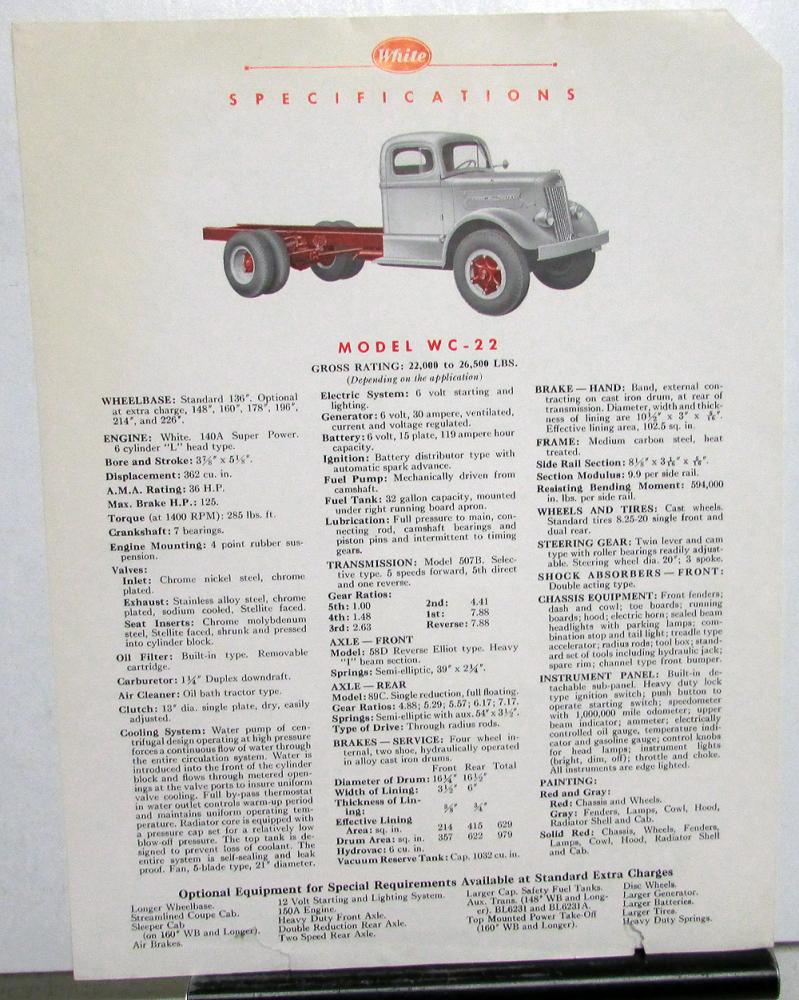 White
SPECIFICATIONS
MODEL WC-22
GROSS RATING: 22,000 to 26,500 LBS.
(Depending on the application)
WHEELBASE: Standard 136". Optional
at extra charge, 148", 160", 178", 196",
214", and 226".
ENGINE: White. 140A Super Power.
6 cylinder "L" head type.
Bore and Stroke: 3⅞" x 5⅛".
Displacement: 362 cu. in.
A.M.A. Rating: 36 H.P.
Max. Brake H.P.: 125.
Torque (at 1400 RPM): 285 lbs. ft.
Crankshaft: 7 bearings.
Engine Mounting: 4 point rubber sus-
pension.
Valves:
Inlet: Chrome nickel steel, chrome
plated.
Exhaust: Stainless alloy steel, chrome
plated, sodium cooled, Stellite faced.
Seat Inserts: Chrome molybdenum
steel, Stellite faced, shrunk and pressed
into cylinder block.
Oil Filter: Built-in type. Removable
cartridge.
Carburetor: 1¼" Duplex downdraft.
Air Cleaner: Oil bath tractor type.
Clutch: 13" dia. single plate, dry, easily
adjusted.
Cooling System: Water pump of cen-
trifugal design operating at high pressure
forces a continuous flow of water through
the entire circulation system. Water is
introduced into the front of the cylinder
block and flows through metered open-
ings at the valve ports to insure uniform
valve cooling. Full by-pass thermostat
in water outlet controls warm-up period
and maintains uniform operating tem-
perature. Radiator core is equipped with
a pressure cap set for a relatively low
blow-off pressure. The top tank is de-
signed to prevent loss of coolant. The
entire system is self-sealing and leak
proof. Fan, 5-blade type, 21" diameter.
Electric System: 6 volt starting and
lighting.
Generator: 6 volt, 30 ampere, ventilated,
current and voltage regulated.
Battery: 6 volt, 15 plate, 119 ampere hour
capacity.
Ignition: Battery distributor type with
automatic spark advance.
Fuel Pump: Mechanically driven from
camshaft.
Fuel Tank: 32 gallon capacity, mounted
under right running board apron.
Lubrication: Full pressure to main, con-
necting rod, camshaft bearings and
piston pins and intermittent to timing
gears.
TRANSMISSION: Model 507B. Selec-
tive type. 5 speeds forward, 5th direct
and one reverse.
Gear Ratios:
5th: 1.00 2nd: 4.41
4th: 1.48 1st: 7.88
3rd: 2.63 Reverse: 7.88
AXLE — FRONT
Model: 58D Reverse Elliot type. Heavy
"I" beam section.
Springs: Semi-elliptic, 39" x 2¼".
AXLE — REAR
Model: 89C. Single reduction, full floating.
Gear Ratios: 4.88; 5.29; 5.57; 6.17; 7.17.
Springs: Semi-elliptic with aux. 54" x 3½".
Type of Drive: Through radius rods.
BRAKES — SERVICE: Four wheel in-
ternal, two shoe, hydraulically operated
in alloy cast iron drums.
Front Rear Total
Diameter of Drum: 16¼" 16½"
Width of Lining: 3½" 6"
Thickness of Lin-
ing: ⅜" ¾"
Effective Lining
Area: sq. in. 214 415 629
Drum Area: sq. in. 357 622 979
Hydrovac: 6 cu. in.
Vacuum Reserve Tank: Cap. 1032 cu. in.
BRAKE — HAND: Band, external con-
tracting on cast iron drum, at rear of
transmission. Diameter, width and thick-
ness of lining are 10½" x 3" x
Effective lining area, 102.5 sq. in.
FRAME: Medium carbon steel, heat
treated.
Side Rail Section: 8½" x
Section Modulus: 9.9 per side rail.
Resisting Bending Moment: 594,000
in. lbs. per side rail.
WHEELS AND TIRES: Cast wheels.
Standard tires 8.25-20 single front and
dual rear.
STEERING GEAR: Twin lever and cam
type with roller bearings readily adjust-
able. Steering wheel dia. 20"; 3 spoke.
SHOCK ABSORBERS — FRONT:
Double acting type.
CHASSIS EQUIPMENT: Front fenders;
dash and cowl; toe boards; running
boards; hood; electric horn; sealed beam
headlights with parking lamps; com-
bination stop and tail light; treadle type
accelerator; radius rods; tool box; stand-
ard set of tools including hydraulic jack;
spare rim; channel type front bumper.
INSTRUMENT PANEL: Built-in de-
tachable sub-panel. Heavy duty lock
type ignition switch; push button to
operate starting switch; speedometer
with 1,000,000 mile odometer; upper
beam indicator; ammeter; electrically
controlled oil gauge, temperature indi-
cator and gasoline gauge; control knobs
for head lamps; instrument lights
(bright, dim, off); throttle and choke.
All instruments are edge lighted.
PAINTING:
Red and Gray:
Red: Chassis and Wheels.
Gray: Fenders, Lamps, Cowl, Hood,
Radiator Shell and Cab.
Solid Red: Chassis, Wheels, Fenders,
Lamps, Cowl, Hood, Radiator Shell
and Cab.
Optional Equipment for Special Requirements Available at Standard Extra Charges
Longer Wheelbase.
Streamlined Coupe Cab.
Sleeper Cab
(on 160" WB and Longer).
Air Brakes.
12 Volt Starting and Lighting System.
150A Engine.
Heavy Duty Front Axle.
Double Reduction Rear Axle.
Two Speed Rear Axle.
Larger Cap. Safety Fuel Tanks.
Aux. Trans. (148" WB and Long-
er). BL6231 and BL6231A.
Top Mounted Power Take-Off
(160" WB and Longer).
Disc Wheels.
Larger Generator.
Larger Batteries.
Larger Tires.
Heavy Duty Springs.